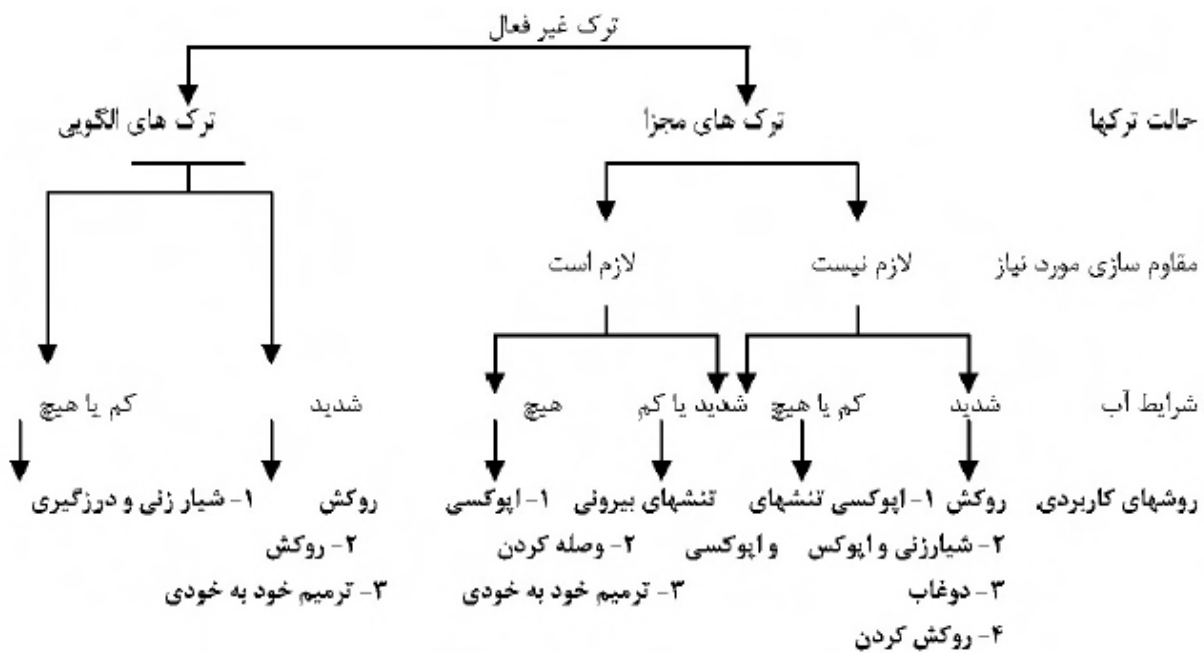 ترک غیر فعال
حالت ترکها ترک های مجزا ترک های الگویی
مقاوم سازی مورد نیاز لازم نیست لازم است
شرایط آب شدید کم یا هیچ شدید یا کم هیچ شدید کم یا هیچ
روشهای کاربردی روکش ۱- اپوکسی تنشهای تنشهای بیرونی ۱- اپوکسی روکش ۱- شیار زنی و درزگیری
۲- شیارزنی و اپوکس و اپوکسی ۲- وصله کردن ۲- روکش
۳- دوغاب ۳- ترمیم خود به خودی ۳- ترمیم خود به خودی
۴- روکش کردن